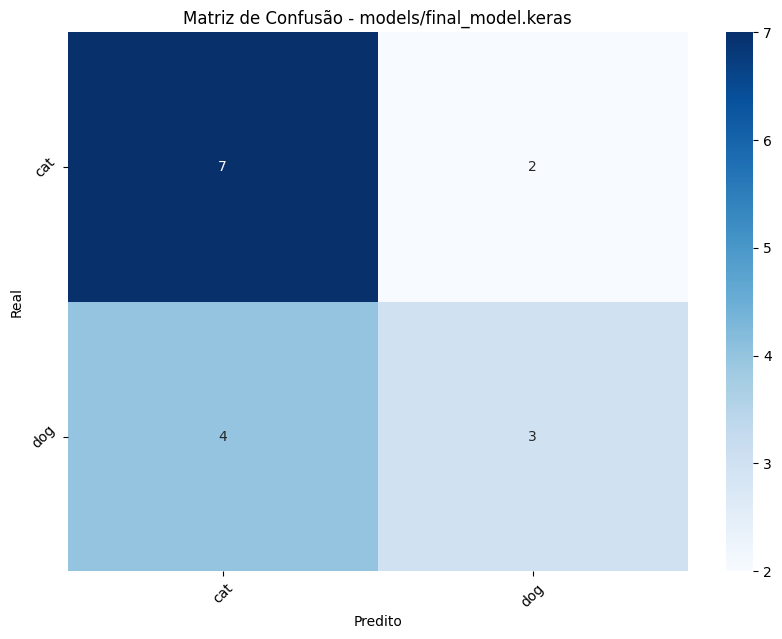 Matriz de Confusão - models/final_model.keras
7
7
2
6
cat
5
Real
4
4
3
dog
3
2
cat
dog
Predito